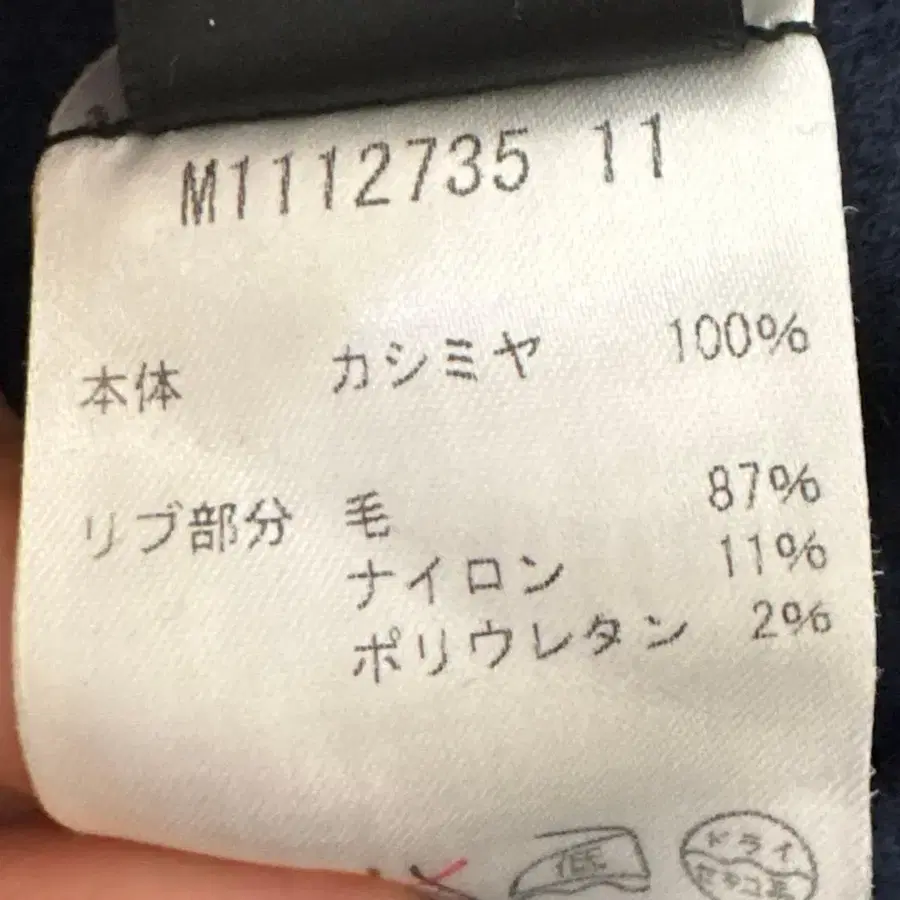 M1112735 11
本体 カシミヤ 100%
リブ部分 毛 87%
ナイロン 11%
ポリウレタン 2%
低
ドライ